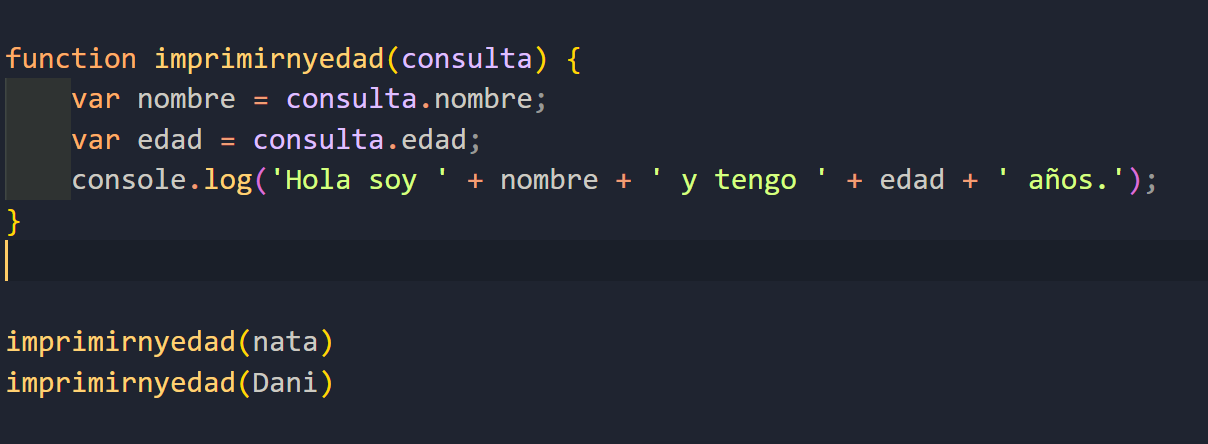 function imprimirnyedad(consulta) {
    var nombre = consulta.nombre;
    var edad = consulta.edad;
    console.log('Hola soy ' + nombre + ' y tengo ' + edad + ' años.');
}
imprimirnyedad(nata)
imprimirnyedad(Dani)